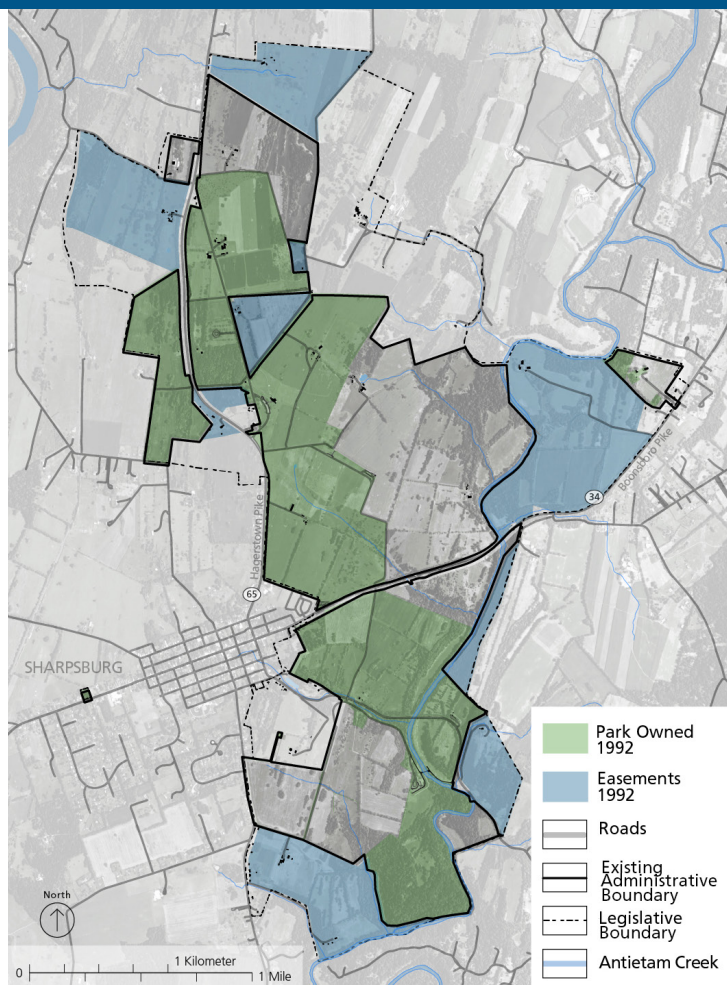 34
Boonsboro Pike
Hagerstown Pike
65
SHARPSBURG
Park Owned
1992
Easements
1992
Roads
Existing
Administrative
Boundary
Legislative
Boundary
Antietam Creek
North
1 Kilometer
0
1 Mile